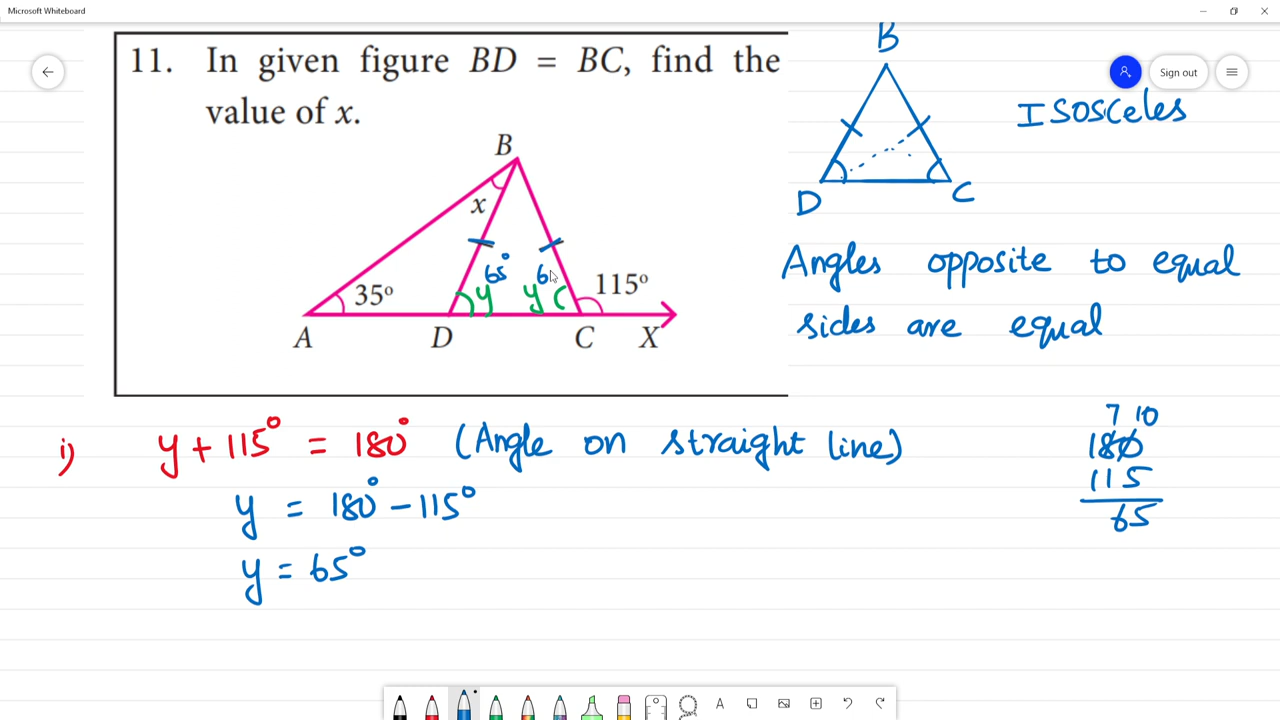 Microsoft Whiteboard
Sign out
11. In given figure BD = BC, find the
value of x.
B
x
65°
6
35°
y
y
115°
A
D
C
X
B
Isosceles
D
C
Angles opposite to equal
sides are equal
i) y + 115° = 180° (Angle on straight line)
y = 180° - 115°
y = 65°
7 10
180
115
65
A